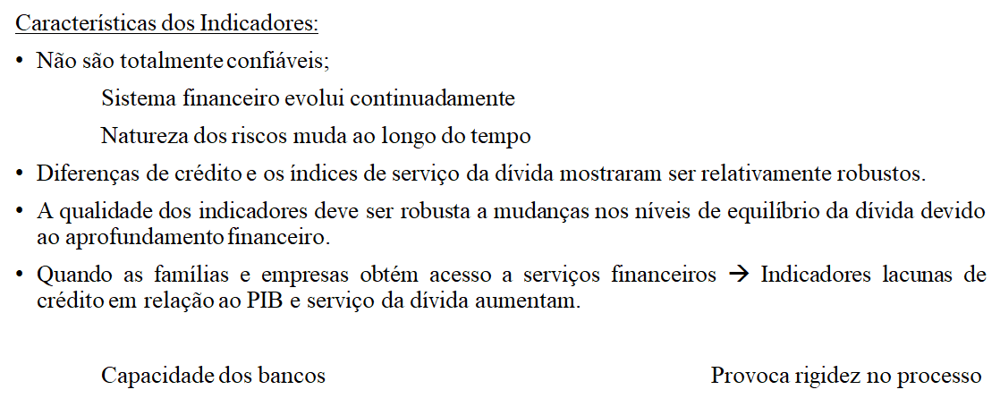 Características dos Indicadores:
• Não são totalmente confiáveis;
Sistema financeiro evolui continuadamente
Natureza dos riscos muda ao longo do tempo
• Diferenças de crédito e os índices de serviço da dívida mostraram ser relativamente robustos.
• A qualidade dos indicadores deve ser robusta a mudanças nos níveis de equilíbrio da dívida devido
ao aprofundamento financeiro.
• Quando as famílias e empresas obtém acesso a serviços financeiros → Indicadores lacunas de
crédito em relação ao PIB e serviço da dívida aumentam.
Capacidade dos bancos Provoca rigidez no processo